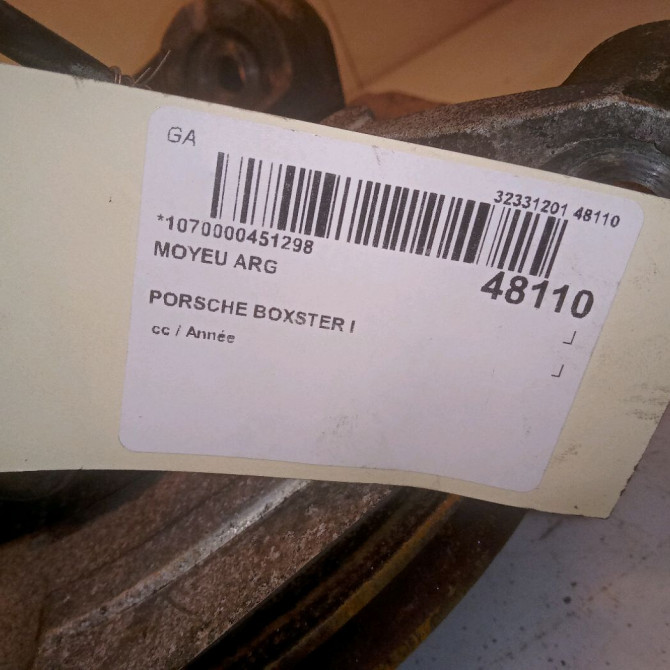 GA
32331201 48110
*1070000451298
48110
MOYEU ARG
PORSCHE BOXSTER I
cc / Année